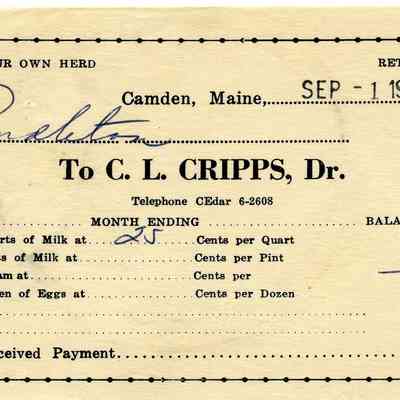 UR OWN HERD RET
Camden, Maine, SEP - 1 19
Pendleton
To C. L. CRIPPS, Dr.
Telephone CEdar 6-2608
MONTH ENDING BALA
rts of Milk at 25 Cents per Quart
s of Milk at Cents per Pint
am at Cents per
en of Eggs at Cents per Dozen
ceived Payment